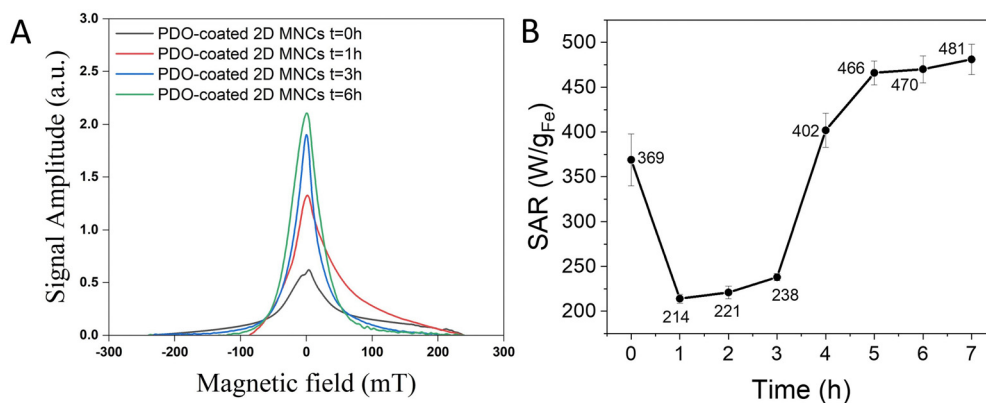 A
Signal Amplitude (a.u.)
3.0
2.5
2.0
1.5
1.0
0.5
0.0
PDO-coated 2D MNCs t=0h
PDO-coated 2D MNCs t=1h
PDO-coated 2D MNCs t=3h
PDO-coated 2D MNCs t=6h
-300 -200 -100 0 100 200 300
Magnetic field (mT)
B
SAR (W/gFe)
500
450
400
350
300
250
200
369
214
221
238
402
466
470
481
0 1 2 3 4 5 6 7
Time (h)